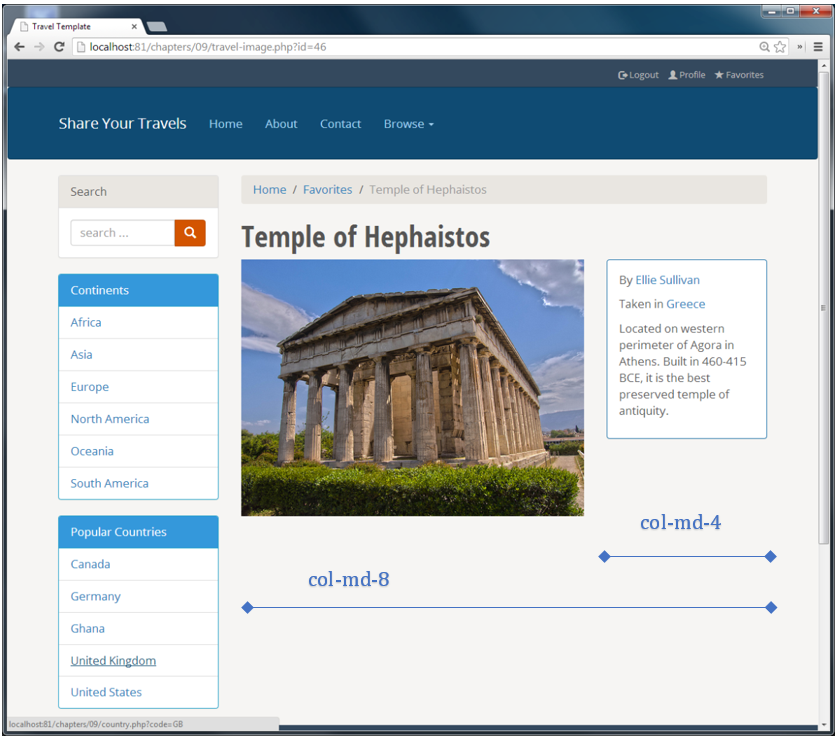 Travel Template
localhost:81/chapters/09/travel-image.php?id=46
Logout Profile Favorites
Share Your Travels Home About Contact Browse
Search
search ...
Continents
Africa
Asia
Europe
North America
Oceania
South America
Popular Countries
Canada
Germany
Ghana
United Kingdom
United States
Home / Favorites / Temple of Hephaistos
Temple of Hephaistos
By Ellie Sullivan
Taken in Greece
Located on western
perimeter of Agora in
Athens. Built in 460-415
BCE, it is the best
preserved temple of
antiquity.
col-md-4
col-md-8
localhost:81/chapters/09/country.php?code=GB